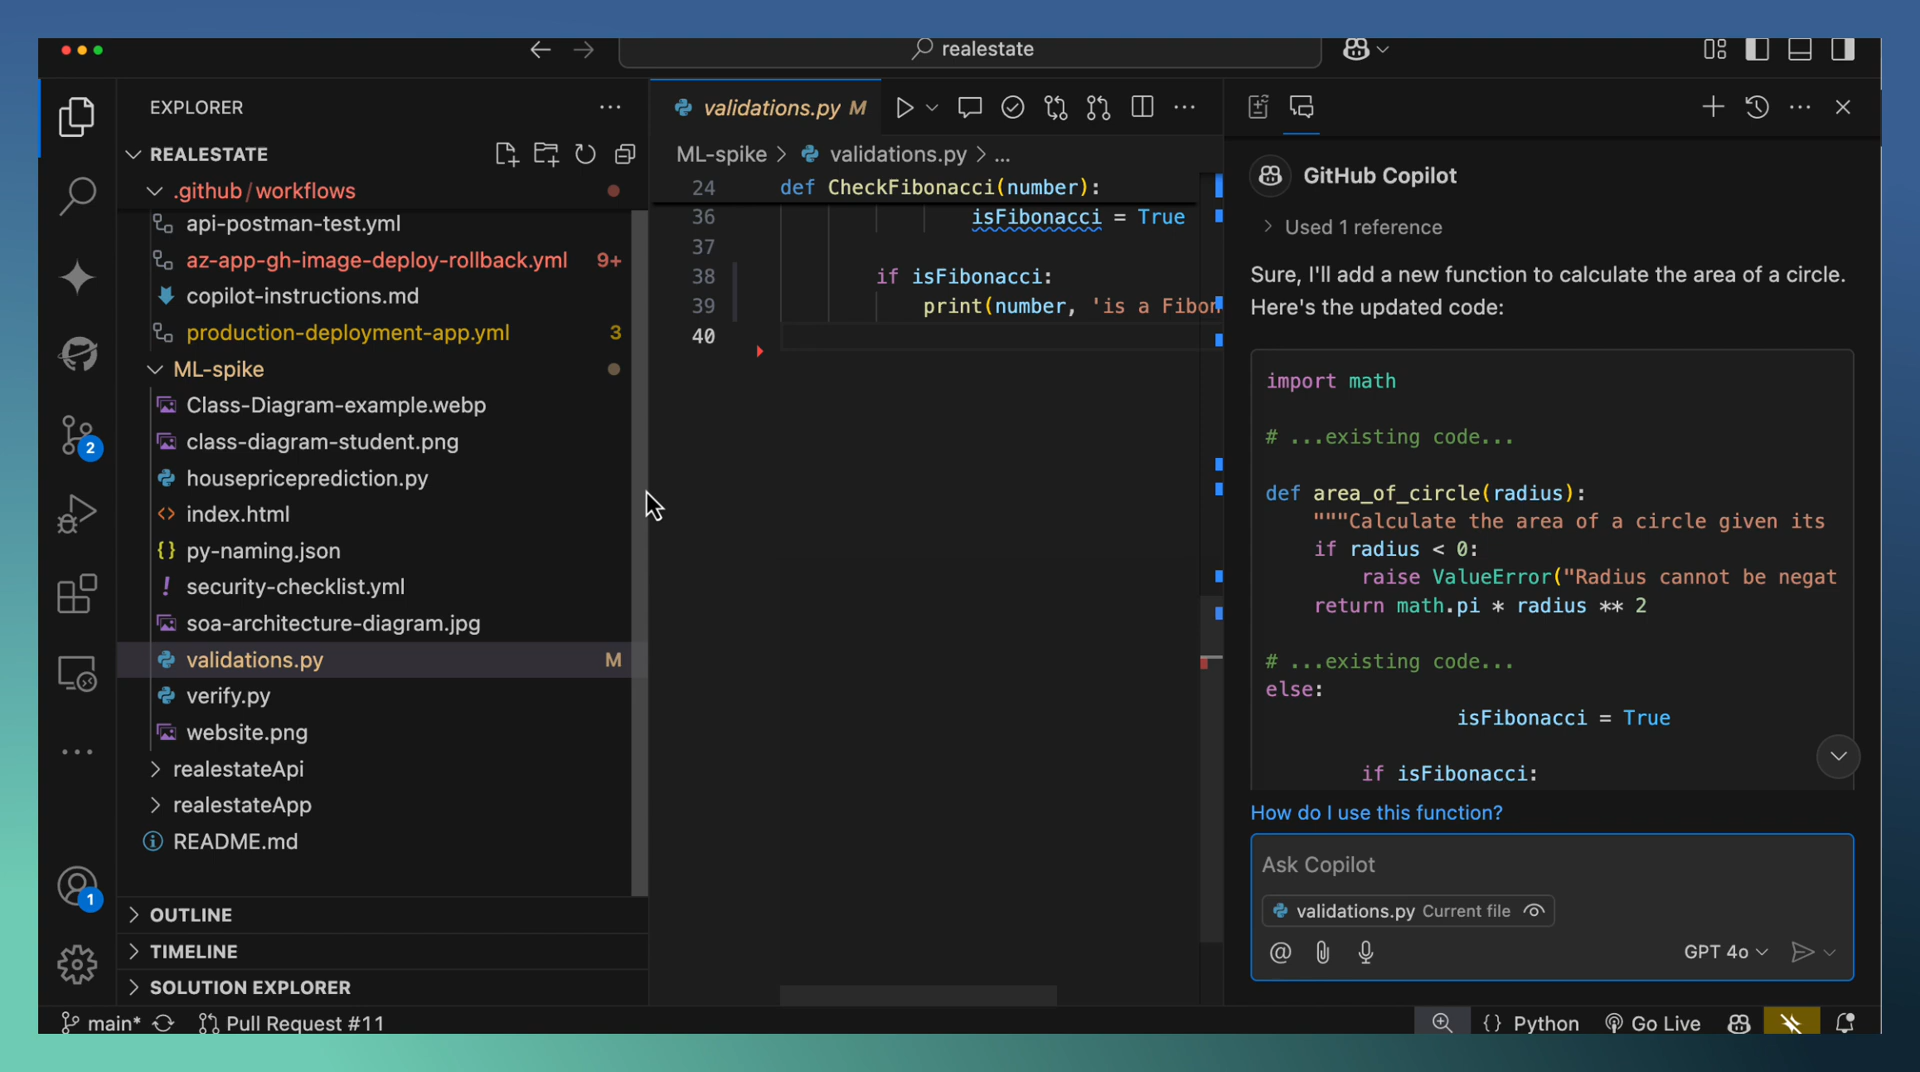 realestate
EXPLORER
REALESTATE
.github/workflows
api-postman-test.yml
az-app-gh-image-deploy-rollback.yml 9+
copilot-instructions.md
production-deployment-app.yml 3
ML-spike
Class-Diagram-example.webp
class-diagram-student.png
housepriceprediction.py
index.html
py-naming.json
security-checklist.yml
soa-architecture-diagram.jpg
validations.py M
verify.py
website.png
realestateApi
realestateApp
README.md
OUTLINE
TIMELINE
SOLUTION EXPLORER
2
1
validations.py M
ML-spike > validations.py > ...
24 def CheckFibonacci(number):
36 isFibonacci = True
37
38 if isFibonacci:
39 print(number, 'is a Fibon
40
GitHub Copilot
Used 1 reference
Sure, I'll add a new function to calculate the area of a circle.
Here's the updated code:
import math
# ...existing code...
def area_of_circle(radius):
"""Calculate the area of a circle given its
if radius < 0:
raise ValueError("Radius cannot be negat
return math.pi * radius ** 2
# ...existing code...
else:
isFibonacci = True
if isFibonacci:
How do I use this function?
Ask Copilot
validations.py Current file
GPT 4o
main* Pull Request #11
{} Python Go Live